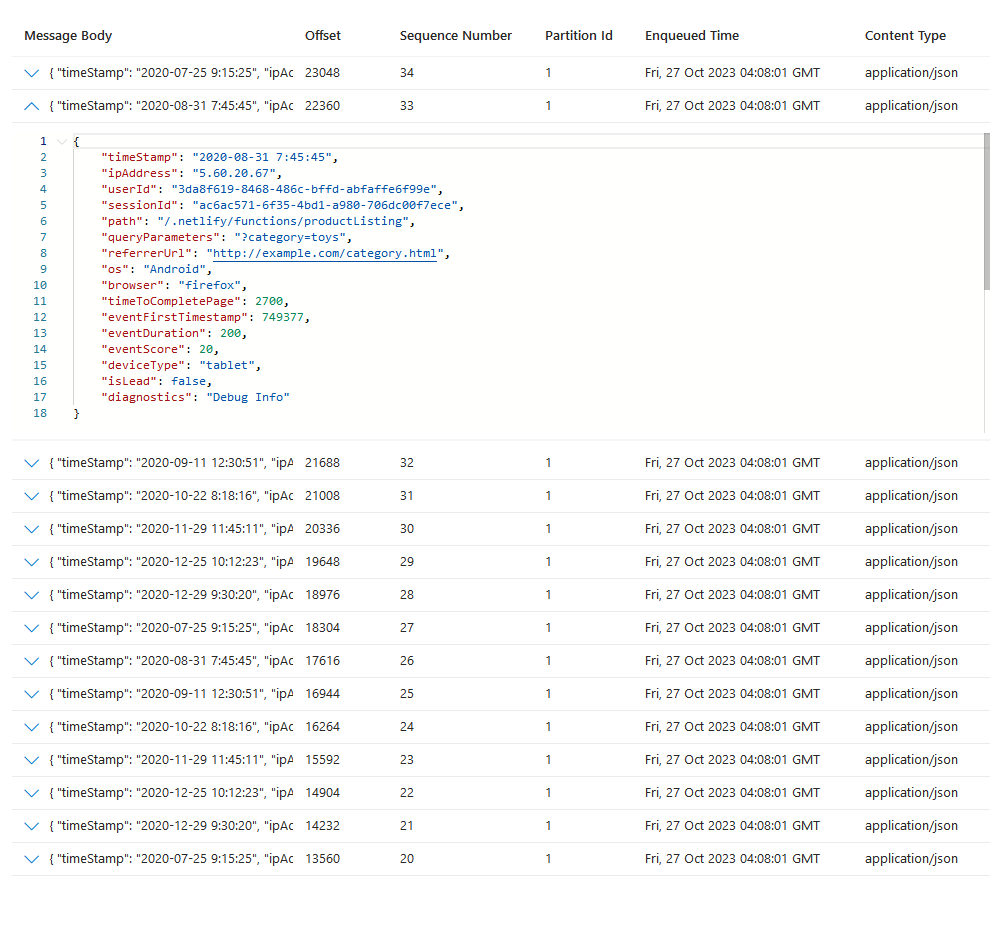 Message Body Offset Sequence Number Partition Id Enqueued Time Content Type
{ "timeStamp": "2020-07-25 9:15:25", "ipAc 23048 34 1 Fri, 27 Oct 2023 04:08:01 GMT application/json
{ "timeStamp": "2020-08-31 7:45:45", "ipAc 22360 33 1 Fri, 27 Oct 2023 04:08:01 GMT application/json
1 {
2 "timeStamp": "2020-08-31 7:45:45",
3 "ipAddress": "5.60.20.67",
4 "userId": "3da8f619-8468-486c-bffd-abfaffe6f99e",
5 "sessionId": "ac6ac571-6f35-4bd1-a980-706dc00f7ece",
6 "path": "/.netlify/functions/productListing",
7 "queryParameters": "?category=toys",
8 "referrerUrl": "http://example.com/category.html",
9 "os": "Android",
10 "browser": "firefox",
11 "timeToCompletePage": 2700,
12 "eventFirstTimestamp": 749377,
13 "eventDuration": 200,
14 "eventScore": 20,
15 "deviceType": "tablet",
16 "isLead": false,
17 "diagnostics": "Debug Info"
18 }
{ "timeStamp": "2020-09-11 12:30:51", "ipA 21688 32 1 Fri, 27 Oct 2023 04:08:01 GMT application/json
{ "timeStamp": "2020-10-22 8:18:16", "ipAc 21008 31 1 Fri, 27 Oct 2023 04:08:01 GMT application/json
{ "timeStamp": "2020-11-29 11:45:11", "ipA 20336 30 1 Fri, 27 Oct 2023 04:08:01 GMT application/json
{ "timeStamp": "2020-12-25 10:12:23", "ipA 19648 29 1 Fri, 27 Oct 2023 04:08:01 GMT application/json
{ "timeStamp": "2020-12-29 9:30:20", "ipAc 18976 28 1 Fri, 27 Oct 2023 04:08:01 GMT application/json
{ "timeStamp": "2020-07-25 9:15:25", "ipAc 18304 27 1 Fri, 27 Oct 2023 04:08:01 GMT application/json
{ "timeStamp": "2020-08-31 7:45:45", "ipAc 17616 26 1 Fri, 27 Oct 2023 04:08:01 GMT application/json
{ "timeStamp": "2020-09-11 12:30:51", "ipA 16944 25 1 Fri, 27 Oct 2023 04:08:01 GMT application/json
{ "timeStamp": "2020-10-22 8:18:16", "ipAc 16264 24 1 Fri, 27 Oct 2023 04:08:01 GMT application/json
{ "timeStamp": "2020-11-29 11:45:11", "ipA 15592 23 1 Fri, 27 Oct 2023 04:08:01 GMT application/json
{ "timeStamp": "2020-12-25 10:12:23", "ipA 14904 22 1 Fri, 27 Oct 2023 04:08:01 GMT application/json
{ "timeStamp": "2020-12-29 9:30:20", "ipAc 14232 21 1 Fri, 27 Oct 2023 04:08:01 GMT application/json
{ "timeStamp": "2020-07-25 9:15:25", "ipAc 13560 20 1 Fri, 27 Oct 2023 04:08:01 GMT application/json